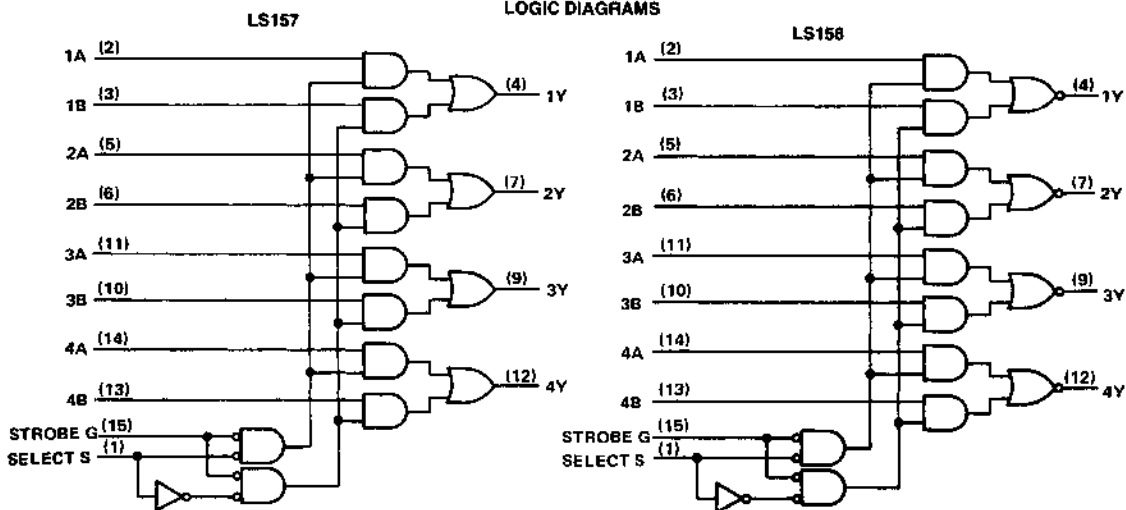 LOGIC DIAGRAMS
LS157
1A (2)
1B (3)
2A (5)
2B (6)
3A (11)
3B (10)
4A (14)
4B (13)
STROBE G (15)
SELECT S (1)
(4) 1Y
(7) 2Y
(9) 3Y
(12) 4Y
LS158
1A (2)
1B (3)
2A (5)
2B (6)
3A (11)
3B (10)
4A (14)
4B (13)
STROBE G (15)
SELECT S (1)
(4) 1Y
(7) 2Y
(9) 3Y
(12) 4Y